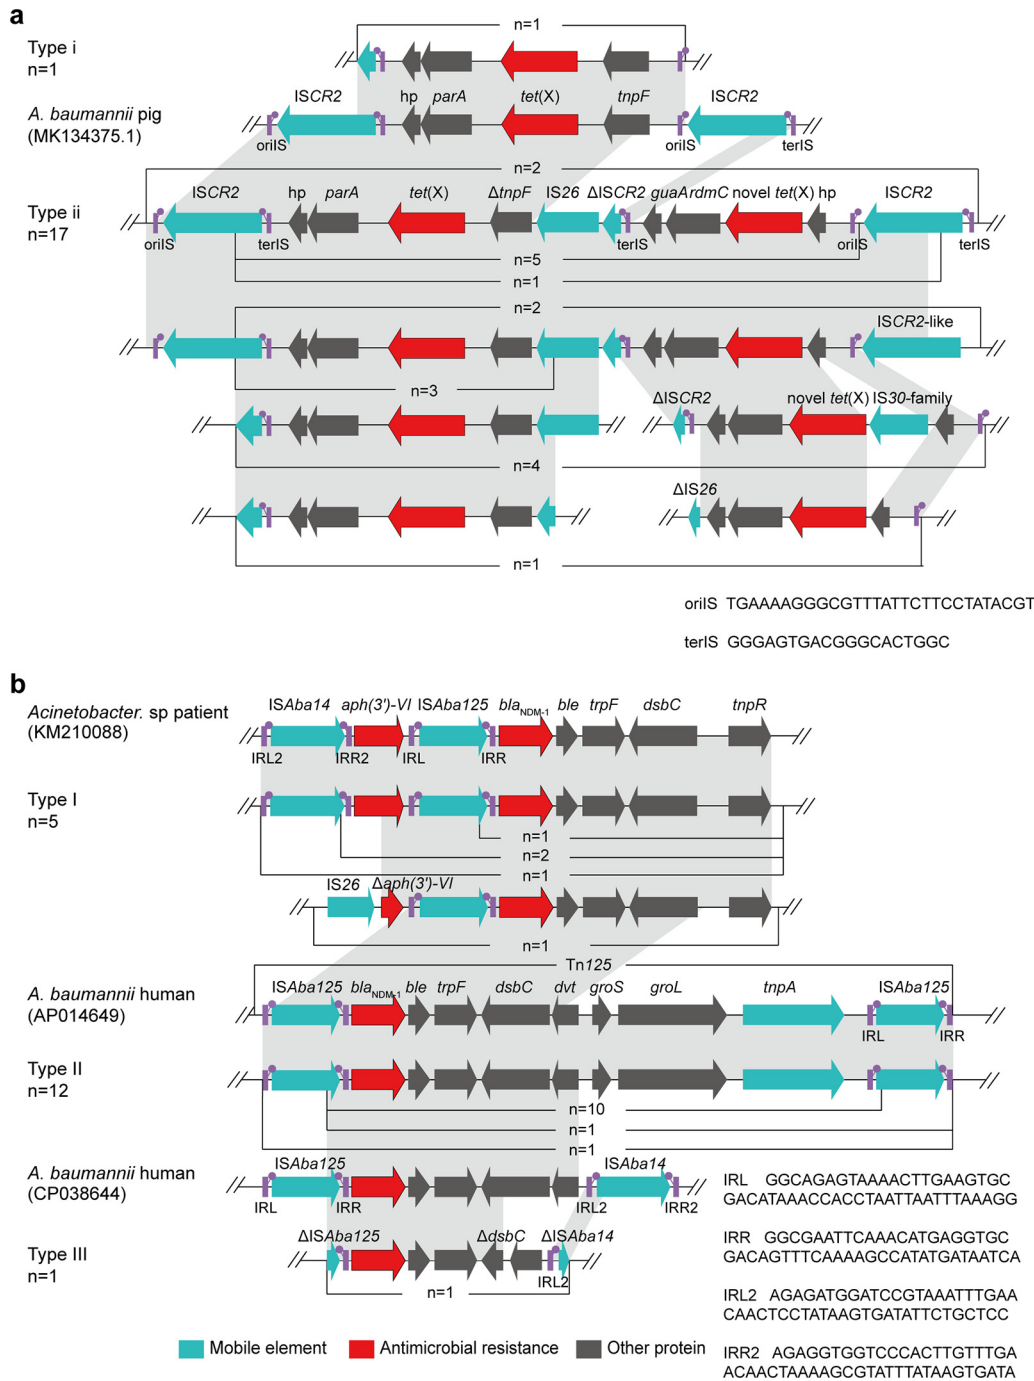 a
n=1
Type i
n=1
ISCR2 hp parA tet(X) tnpF ISCR2
A. baumannii pig
(MK134375.1)
oriIS oriIS terIS
n=2
ISCR2 hp parA tet(X) ΔtnpF IS26 ΔISCR2 guaA rdmC novel tet(X) hp ISCR2
Type ii
n=17
oriIS terIS terIS oriIS terIS
n=5
n=1
n=2
ISCR2-like
n=3
ΔISCR2 novel tet(X) IS30-family
n=4
ΔIS26
n=1
oriIS TGAAAAGGGCGTTTATTCTTCCTATACGT
terIS GGGAGTGACGGGCACTGGC
b
ISAba14 aph(3')-VI ISAba125 blaNDM-1 ble trpF dsbC tnpR
Acinetobacter. sp patient
(KM210088)
IRL2 IRR2 IRL IRR
Type I
n=5
n=1
n=2
n=1
IS26 Δaph(3')-VI
n=1
Tn125
ISAba125 blaNDM-1 ble trpF dsbC dvt groS groL tnpA ISAba125
A. baumannii human
(AP014649)
IRL IRR
Type II
n=12
n=10
n=1
n=1
ISAba125 ISAba14
A. baumannii human
(CP038644)
IRL IRR IRL2 IRR2
ΔISAba125 ΔdsbC ΔISAba14
Type III
n=1
IRL2
n=1
IRL GGCAGAGTAAAACTTGAAGTGC
GACATAAACCACCTAATTAATTTAAAGG
IRR GGCGAATTCAAACATGAGGTGC
GACAGTTTCAAAAGCCATATGATAATCA
IRL2 AGAGATGGATCCGTAAATTTGAA
CAACTCCTATAAGTGATATTCTGCTCC
IRR2 AGAGGTGGTCCCACTTGTTTGA
ACAACTAAAAGCGTATTTATAAGTGATA
Mobile element Antimicrobial resistance Other protein